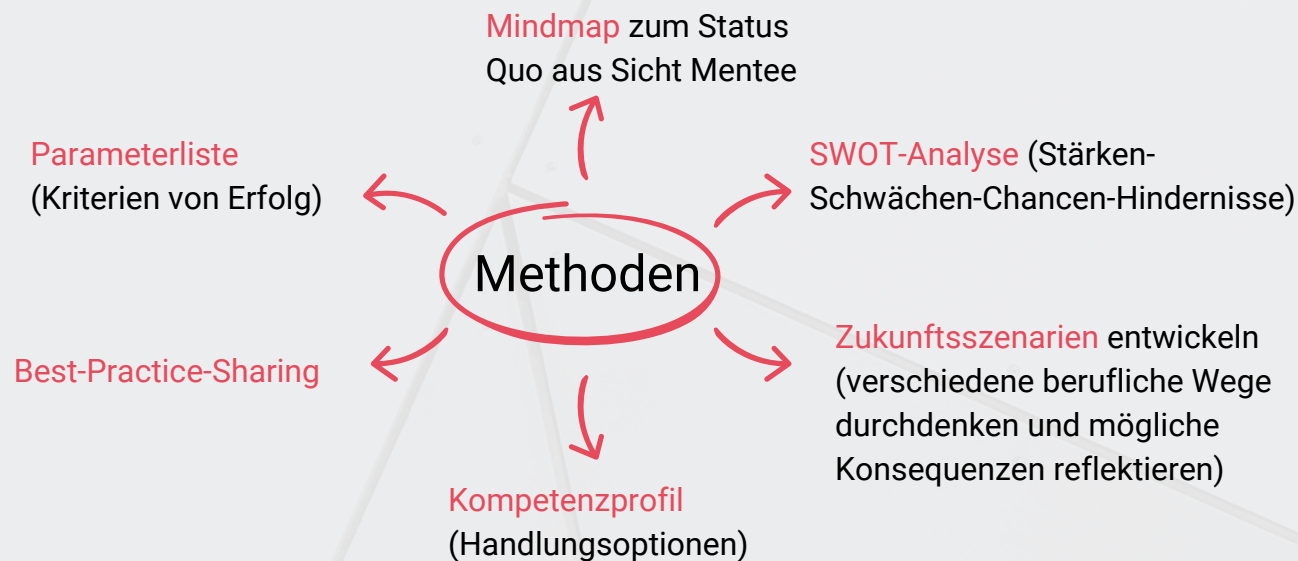 Mindmap zum Status
Quo aus Sicht Mentee
Parameterliste
(Kriterien von Erfolg)
SWOT-Analyse (Stärken-
Schwächen-Chancen-Hindernisse)
Methoden
Best-Practice-Sharing
Zukunftsszenarien entwickeln
(verschiedene berufliche Wege
durchdenken und mögliche
Konsequenzen reflektieren)
Kompetenzprofil
(Handlungsoptionen)